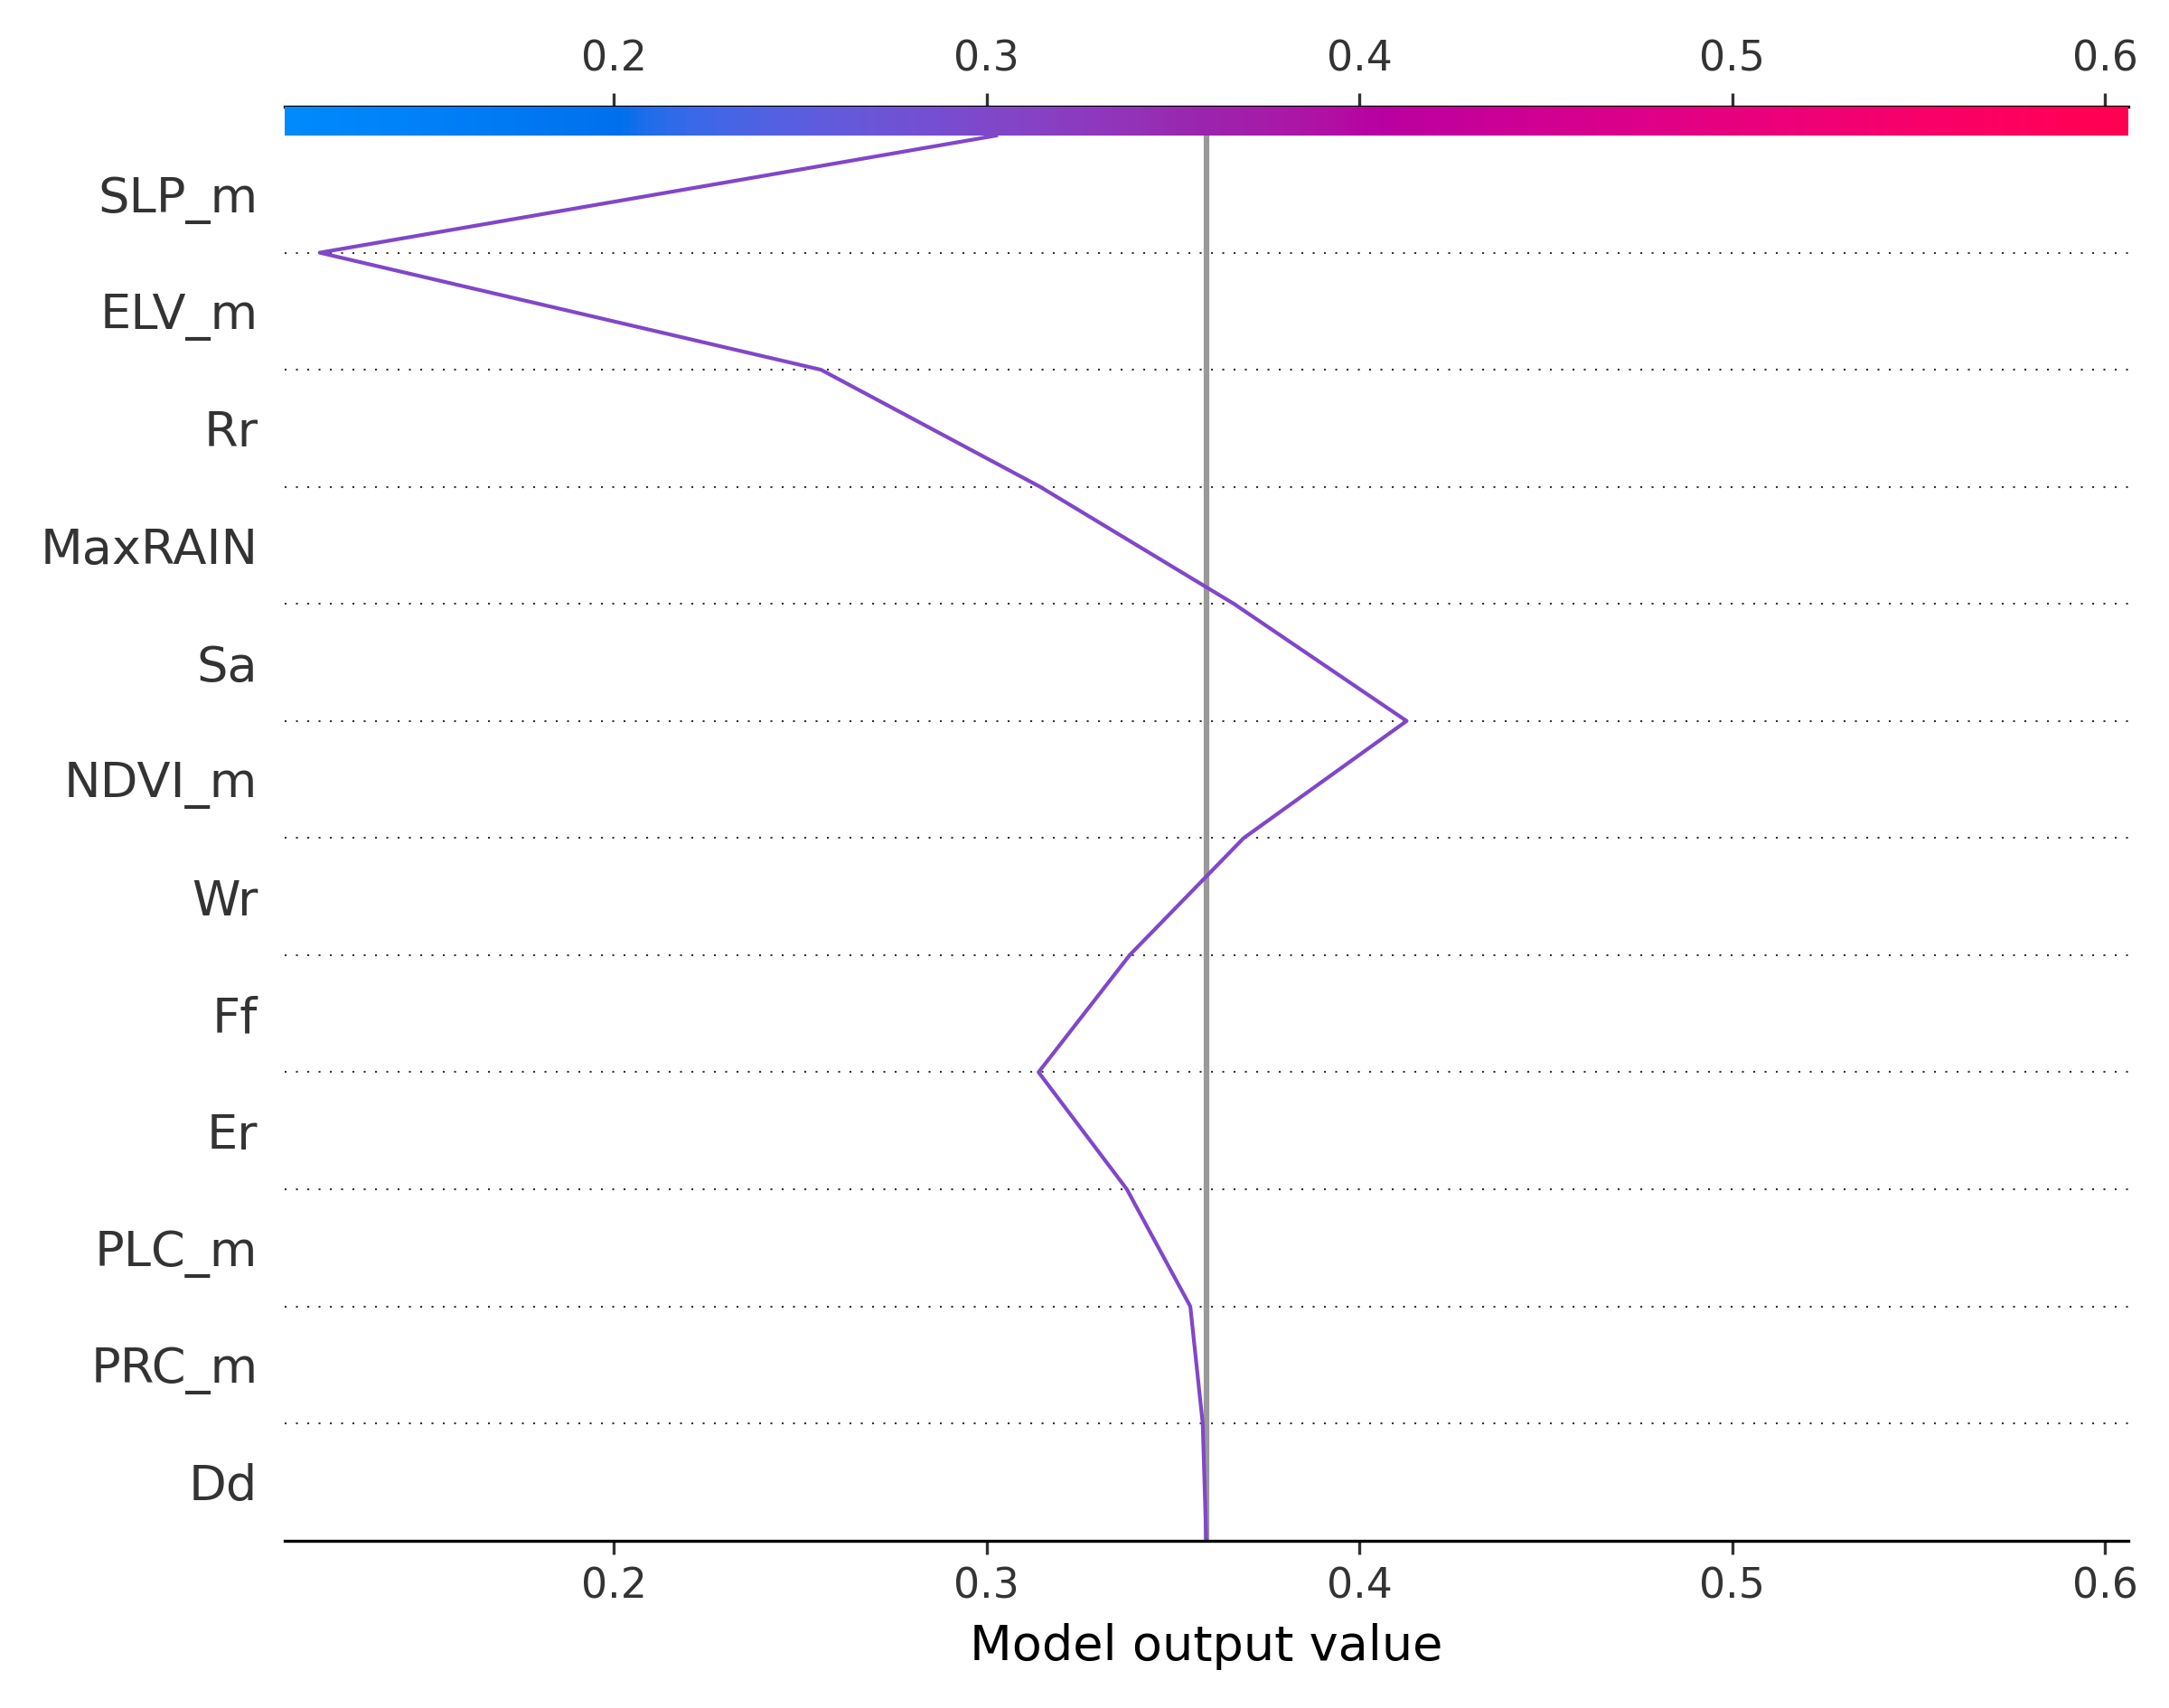 0.2 0.3 0.4 0.5 0.6
SLP_m
ELV_m
Rr
MaxRAIN
Sa
NDVI_m
Wr
Ff
Er
PLC_m
PRC_m
Dd
0.2 0.3 0.4 0.5 0.6
Model output value